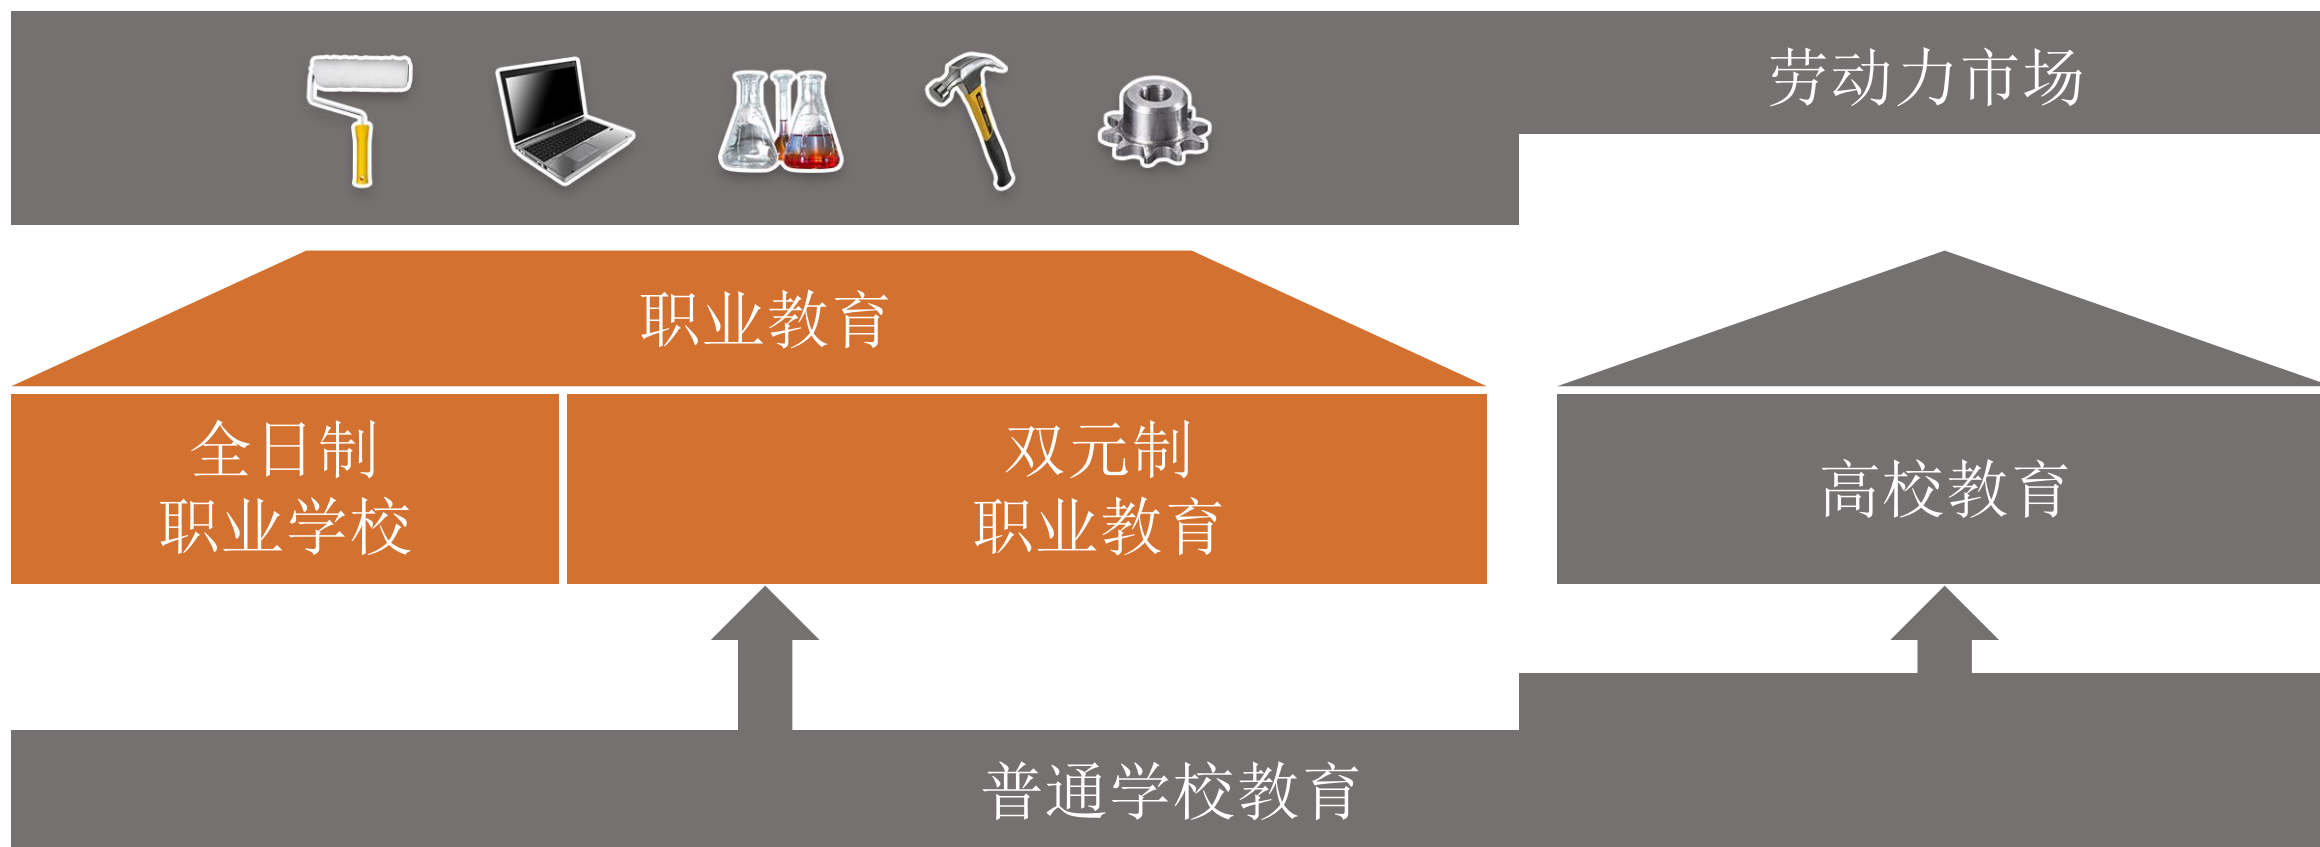 劳动力市场
职业教育
全日制
职业学校
双元制
职业教育
高校教育
普通学校教育